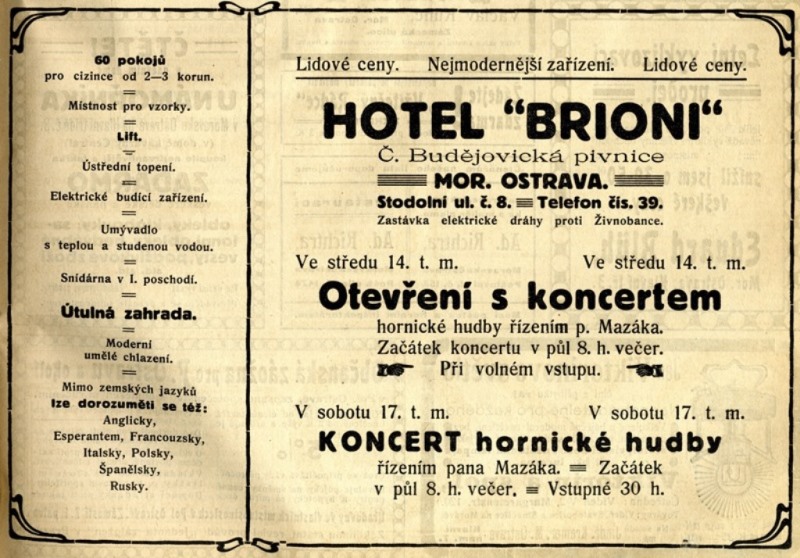 60 pokojů
pro cizince od 2–3 korun.
Místnost pro vzorky.
Lift.
Ústřední topení.
Elektrické budicí zařízení.
Umývadlo
s teplou a studenou vodou.
Snídárna v I. poschodí.
Útulná zahrada.
Moderní
umělé chlazení.
Mimo zemských jazyků
lze dorozuměti se též:
Anglicky,
Esperantem, Francouzsky,
Italsky, Polsky,
Španělsky,
Rusky.
Lidové ceny. Nejmodernější zařízení. Lidové ceny.
HOTEL "BRIONI"
Č. Budějovická pivnice
MOR. OSTRAVA.
Stodolní ul. č. 8. = Telefon čis. 39.
Zastávka elektrické dráhy proti Živnobance.
Ve středu 14. t. m. Ve středu 14. t. m.
Otevření s koncertem
hornické hudby řízením p. Mazáka.
Začátek koncertu v půl 8. h. večer.
Při volném vstupu.
V sobotu 17. t. m. V sobotu 17. t. m.
KONCERT hornické hudby
řízením pana Mazáka. = Začátek
v půl 8. h. večer. = Vstupné 30 h.